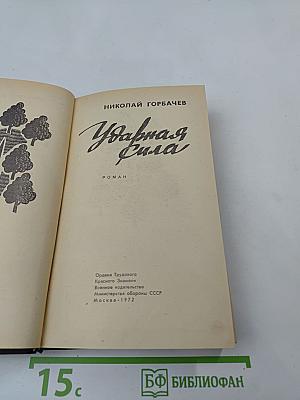 НИКОЛАЙ ГОРБАЧЕВ
Ударная
сила
РОМАН
Ордена Трудового
Красного Знамени
Военное издательство
Министерства обороны СССР
Москва—1972
15с
БФ БИБЛИОФАН